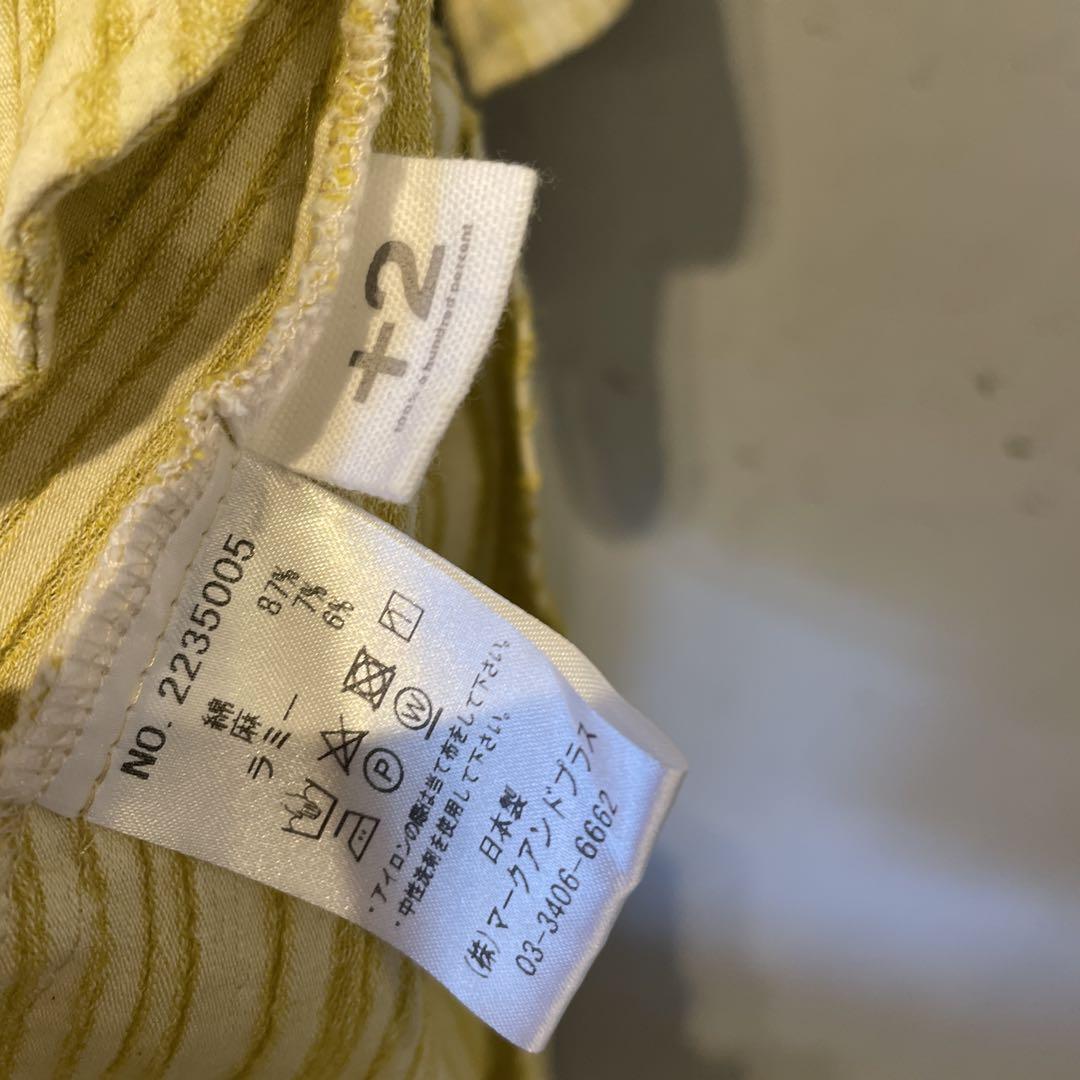 +2
100% a hundred percent
NO. 2235005
綿 87%
麻 7%
ラミー 6%
W
P
・アイロンの際は当て布をして下さい。
・中性洗剤を使用して下さい。
日本製
(株)マークアンドプラス
03-3406-6662